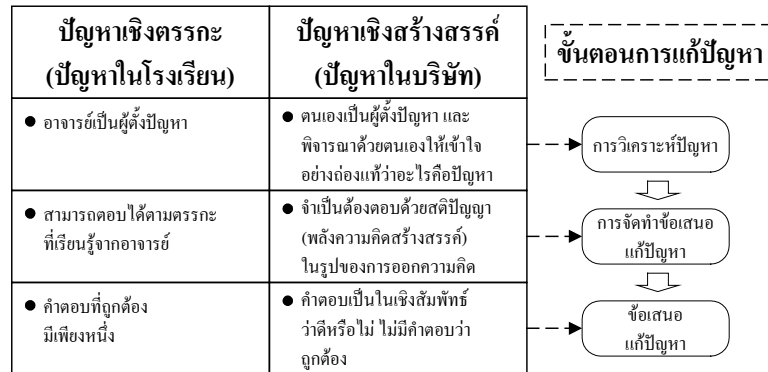 ปัญหาเชิงตรรกะ
(ปัญหาในโรงเรียน)
ปัญหาเชิงสร้างสรรค์
(ปัญหาในบริษัท)
ขั้นตอนการแก้ปัญหา
● อาจารย์เป็นผู้ตั้งปัญหา
● ตนเองเป็นผู้ตั้งปัญหา และ
พิจารณาด้วยตนเองให้เข้าใจ
อย่างถ่องแท้ว่าอะไรคือปัญหา
การวิเคราะห์ปัญหา
● สามารถตอบได้ตามตรรกะ
ที่เรียนรู้จากอาจารย์
● จำเป็นต้องตอบด้วยสติปัญญา
(พลังความคิดสร้างสรรค์)
ในรูปของการออกความคิด
การจัดทำข้อเสนอ
แก้ปัญหา
● คำตอบที่ถูกต้อง
มีเพียงหนึ่ง
● คำตอบเป็นในเชิงสัมพัทธ์
ว่าดีหรือไม่ ไม่มีคำตอบว่า
ถูกต้อง
ข้อเสนอ
แก้ปัญหา